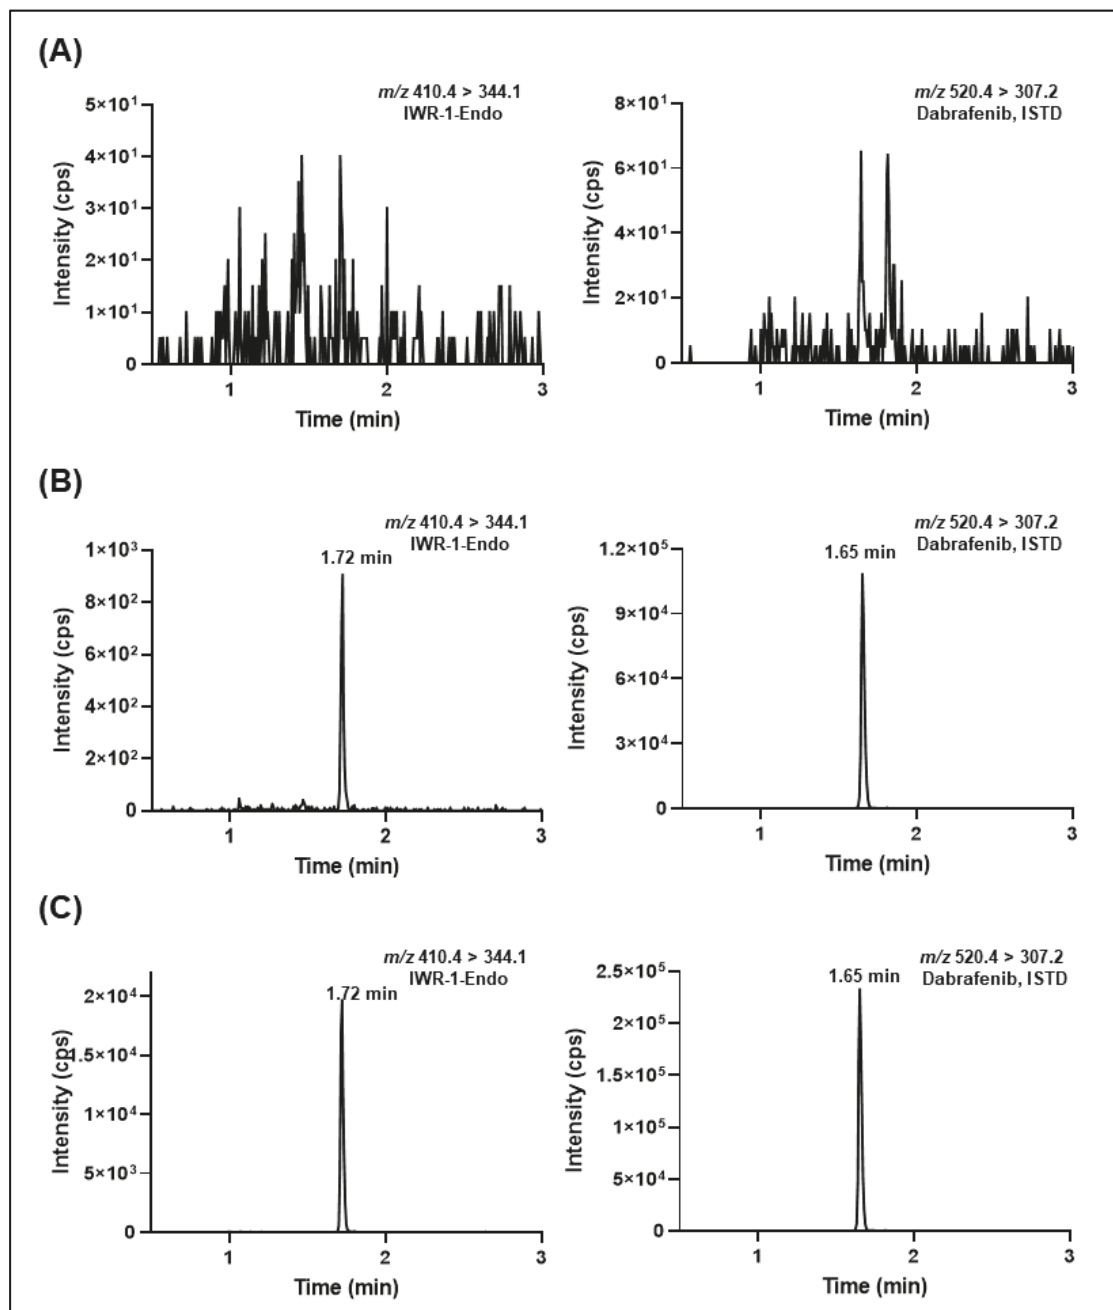 (A)
m/z 410.4 > 344.1
IWR-1-Endo
5×10¹
4×10¹
3×10¹
2×10¹
1×10¹
0
Intensity (cps)
1 2 3
Time (min)
m/z 520.4 > 307.2
Dabrafenib, ISTD
8×10¹
6×10¹
4×10¹
2×10¹
0
Intensity (cps)
1 2 3
Time (min)
(B)
m/z 410.4 > 344.1
IWR-1-Endo
1.72 min
1×10³
8×10²
6×10²
4×10²
2×10²
0
Intensity (cps)
1 2 3
Time (min)
m/z 520.4 > 307.2
Dabrafenib, ISTD
1.65 min
1.2×10⁵
9×10⁴
6×10⁴
3×10⁴
0
Intensity (cps)
1 2 3
Time (min)
(C)
m/z 410.4 > 344.1
IWR-1-Endo
1.72 min
2×10⁴
1.5×10⁴
1×10⁴
5×10³
0
Intensity (cps)
1 2 3
Time (min)
m/z 520.4 > 307.2
Dabrafenib, ISTD
1.65 min
2.5×10⁵
2×10⁵
1.5×10⁵
1×10⁵
5×10⁴
0
Intensity (cps)
1 2 3
Time (min)